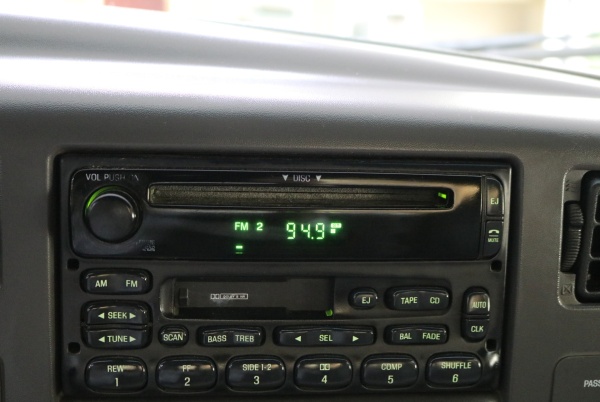 VOL PUSH ON
▼ DISC ▼
EJ
FM 2 94.9
MUTE
AM FM
EJ
TAPE CD
AUTO
◄ SEEK ►
◄ TUNE ►
SCAN
BASS TREB
◄ SEL ►
BAL FADE
CLK
REW 1
FF 2
SIDE 1-2 3
4
COMP 5
SHUFFLE 6
PASS